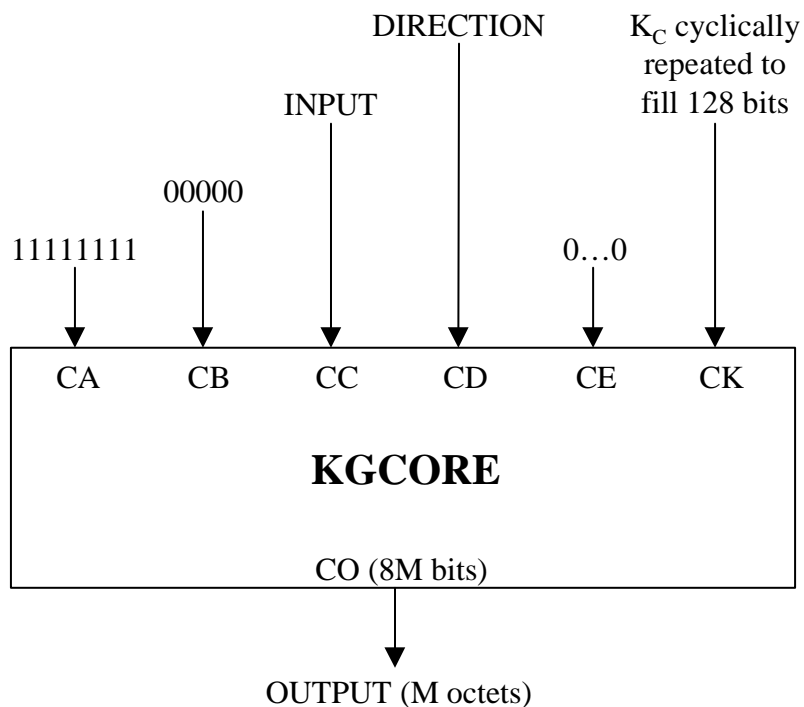 DIRECTION
K_C cyclically
repeated to
fill 128 bits
INPUT
00000
11111111
0…0
CA CB CC CD CE CK
KGCORE
CO (8M bits)
OUTPUT (M octets)